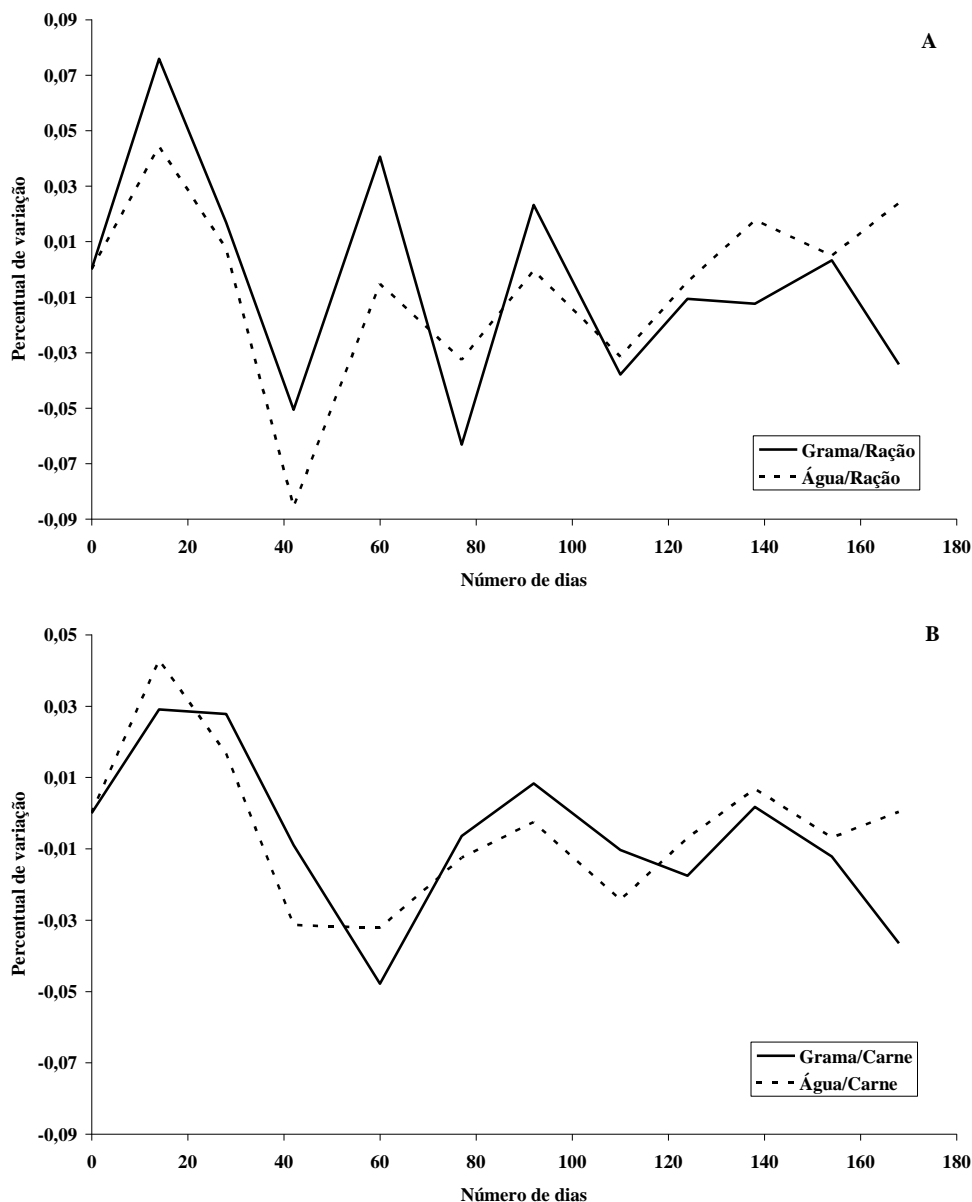 A
0,09
0,07
0,05
0,03
0,01
-0,01
-0,03
-0,05
-0,07
-0,09
Percentual de variação
0 20 40 60 80 100 120 140 160 180
Número de dias
Grama/Ração
Água/Ração
B
0,05
0,03
0,01
-0,01
-0,03
-0,05
-0,07
-0,09
Percentual de variação
0 20 40 60 80 100 120 140 160 180
Número de dias
Grama/Carne
Água/Carne